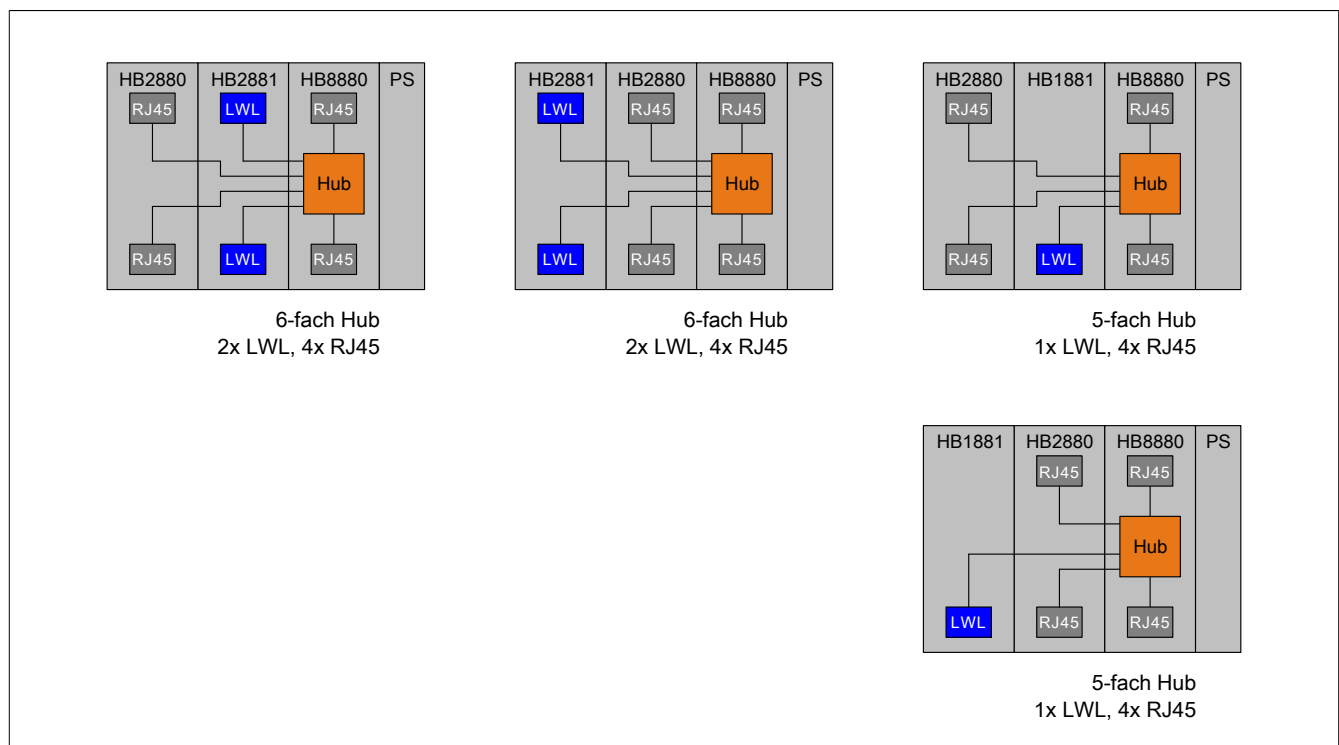 HB2880 HB2881 HB8880 PS
RJ45 LWL RJ45
Hub
RJ45 LWL RJ45
6-fach Hub
2x LWL, 4x RJ45
HB2881 HB2880 HB8880 PS
LWL RJ45 RJ45
Hub
LWL RJ45 RJ45
6-fach Hub
2x LWL, 4x RJ45
HB2880 HB1881 HB8880 PS
RJ45 RJ45
Hub
RJ45 LWL RJ45
5-fach Hub
1x LWL, 4x RJ45
HB1881 HB2880 HB8880 PS
RJ45 RJ45
Hub
LWL RJ45 RJ45
5-fach Hub
1x LWL, 4x RJ45